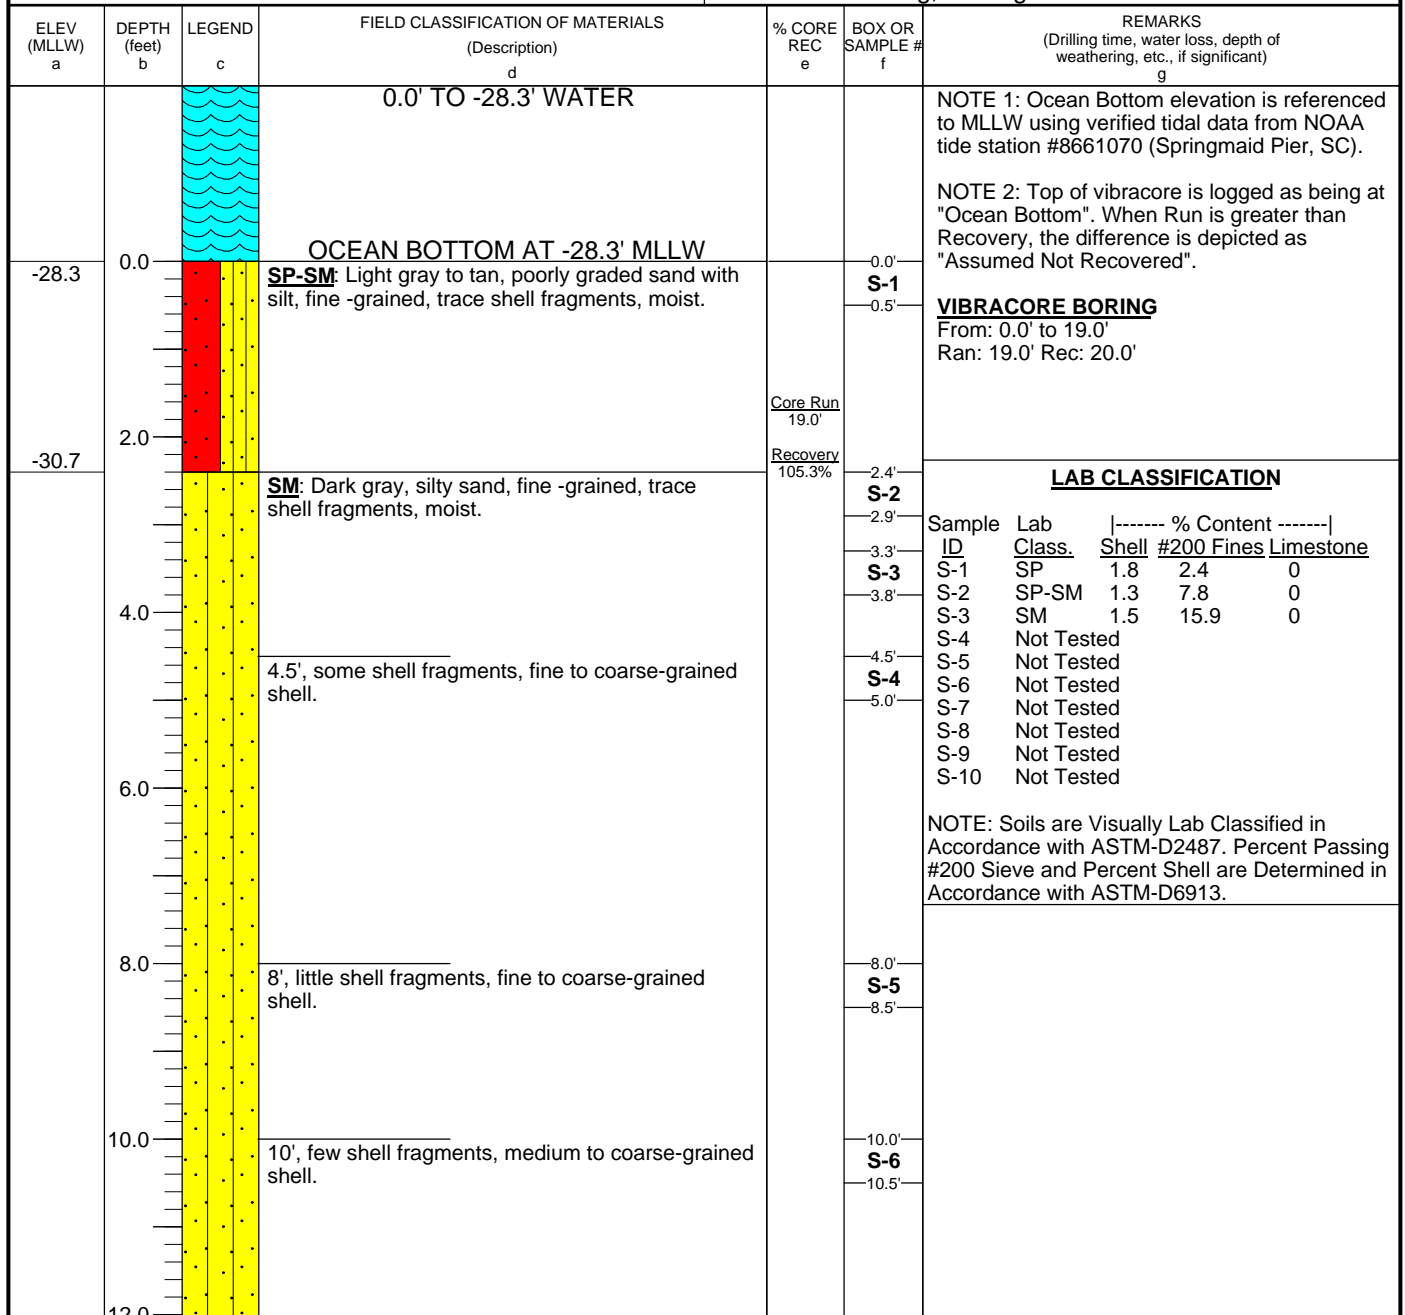 ELEV (MLLW) a
DEPTH (feet) b
LEGEND c
FIELD CLASSIFICATION OF MATERIALS
(Description)
d
% CORE REC e
BOX OR SAMPLE # f
REMARKS
(Drilling time, water loss, depth of
weathering, etc., if significant)
g
0.0' TO -28.3' WATER
OCEAN BOTTOM AT -28.3' MLLW
-28.3
0.0
SP-SM: Light gray to tan, poorly graded sand with
silt, fine -grained, trace shell fragments, moist.
0.0'
S-1
0.5'
2.0
Core Run
19.0'
Recovery
105.3%
-30.7
SM: Dark gray, silty sand, fine -grained, trace
shell fragments, moist.
2.4'
S-2
2.9'
3.3'
S-3
3.8'
4.0
4.5', some shell fragments, fine to coarse-grained
shell.
4.5'
S-4
5.0'
6.0
8.0
8', little shell fragments, fine to coarse-grained
shell.
8.0'
S-5
8.5'
10.0
10', few shell fragments, medium to coarse-grained
shell.
10.0'
S-6
10.5'
12.0
NOTE 1: Ocean Bottom elevation is referenced
to MLLW using verified tidal data from NOAA
tide station #8661070 (Springmaid Pier, SC).
NOTE 2: Top of vibracore is logged as being at
"Ocean Bottom". When Run is greater than
Recovery, the difference is depicted as
"Assumed Not Recovered".
VIBRACORE BORING
From: 0.0' to 19.0'
Ran: 19.0' Rec: 20.0'
LAB CLASSIFICATION
Sample Lab |------- % Content -------|
ID Class. Shell #200 Fines Limestone
S-1 SP 1.8 2.4 0
S-2 SP-SM 1.3 7.8 0
S-3 SM 1.5 15.9 0
S-4 Not Tested
S-5 Not Tested
S-6 Not Tested
S-7 Not Tested
S-8 Not Tested
S-9 Not Tested
S-10 Not Tested
NOTE: Soils are Visually Lab Classified in
Accordance with ASTM-D2487. Percent Passing
#200 Sieve and Percent Shell are Determined in
Accordance with ASTM-D6913.